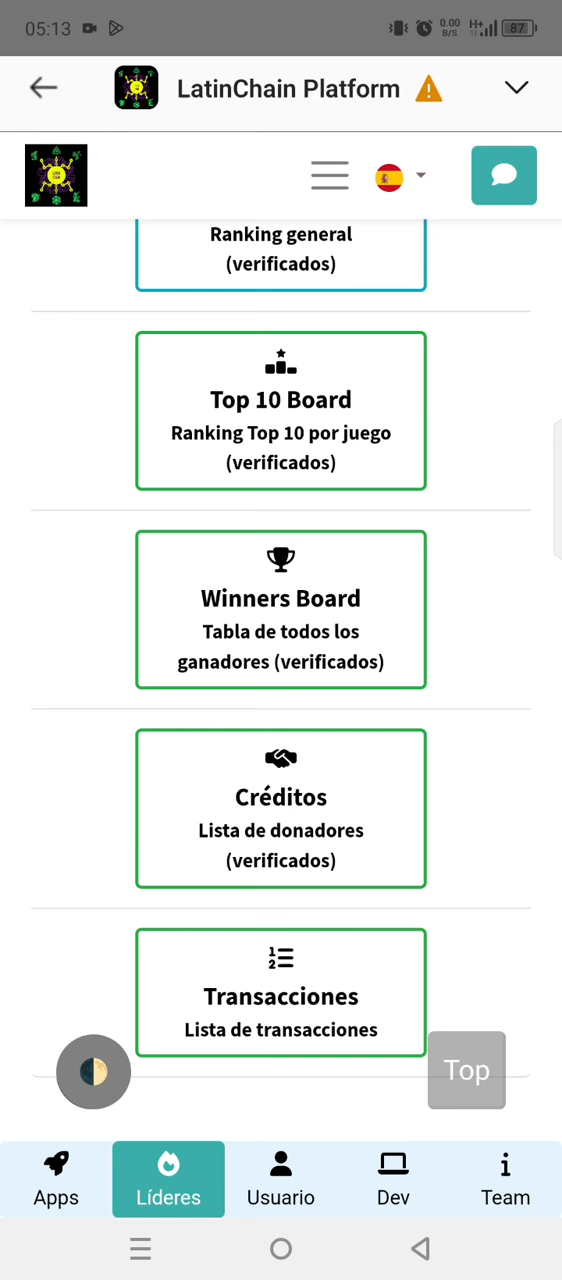 05:13
0.00
B/S
H+
87
LatinChain Platform
Ranking general
(verificados)
Top 10 Board
Ranking Top 10 por juego
(verificados)
Winners Board
Tabla de todos los
ganadores (verificados)
Créditos
Lista de donadores
(verificados)
Transacciones
Lista de transacciones
Top
Apps
Líderes
Usuario
Dev
Team